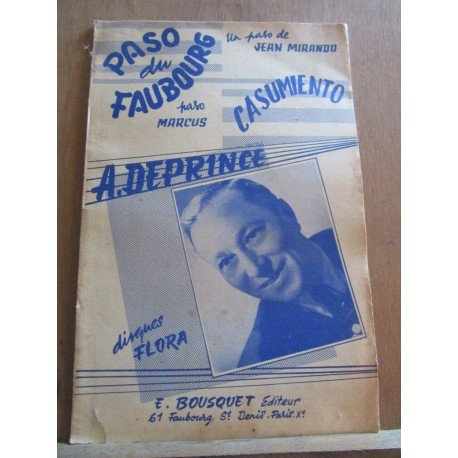 PASO
du
FAUBOURG
paso
MARCUS
Un paso de
JEAN MIRANDO
CASUMIENTO
A. DEPRINCE
disques
FLORA
E. BOUSQUET Editeur
61 Faubourg St Denis. Paris. Xe